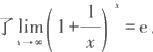 了 lim_{x→∞} (1 + 1/x)^x = e.